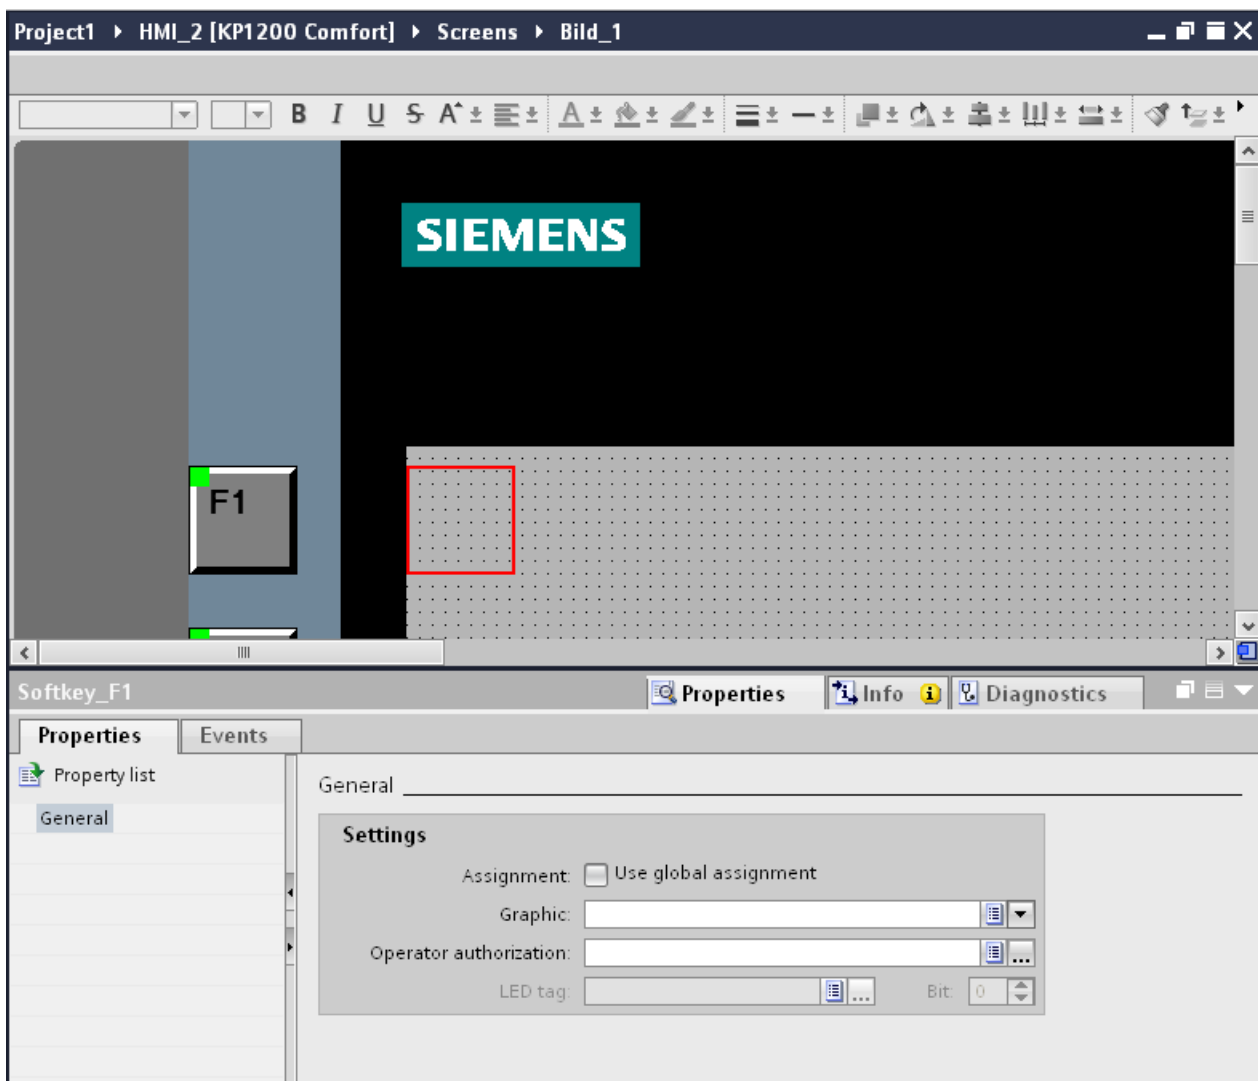 Project1 ▸ HMI_2 [KP1200 Comfort] ▸ Screens ▸ Bild_1
B I U S A A
SIEMENS
F1
Softkey_F1 Properties Info Diagnostics
Properties Events
Property list
General
General
Settings
Assignment: Use global assignment
Graphic:
Operator authorization: ...
LED tag: ... Bit: 0